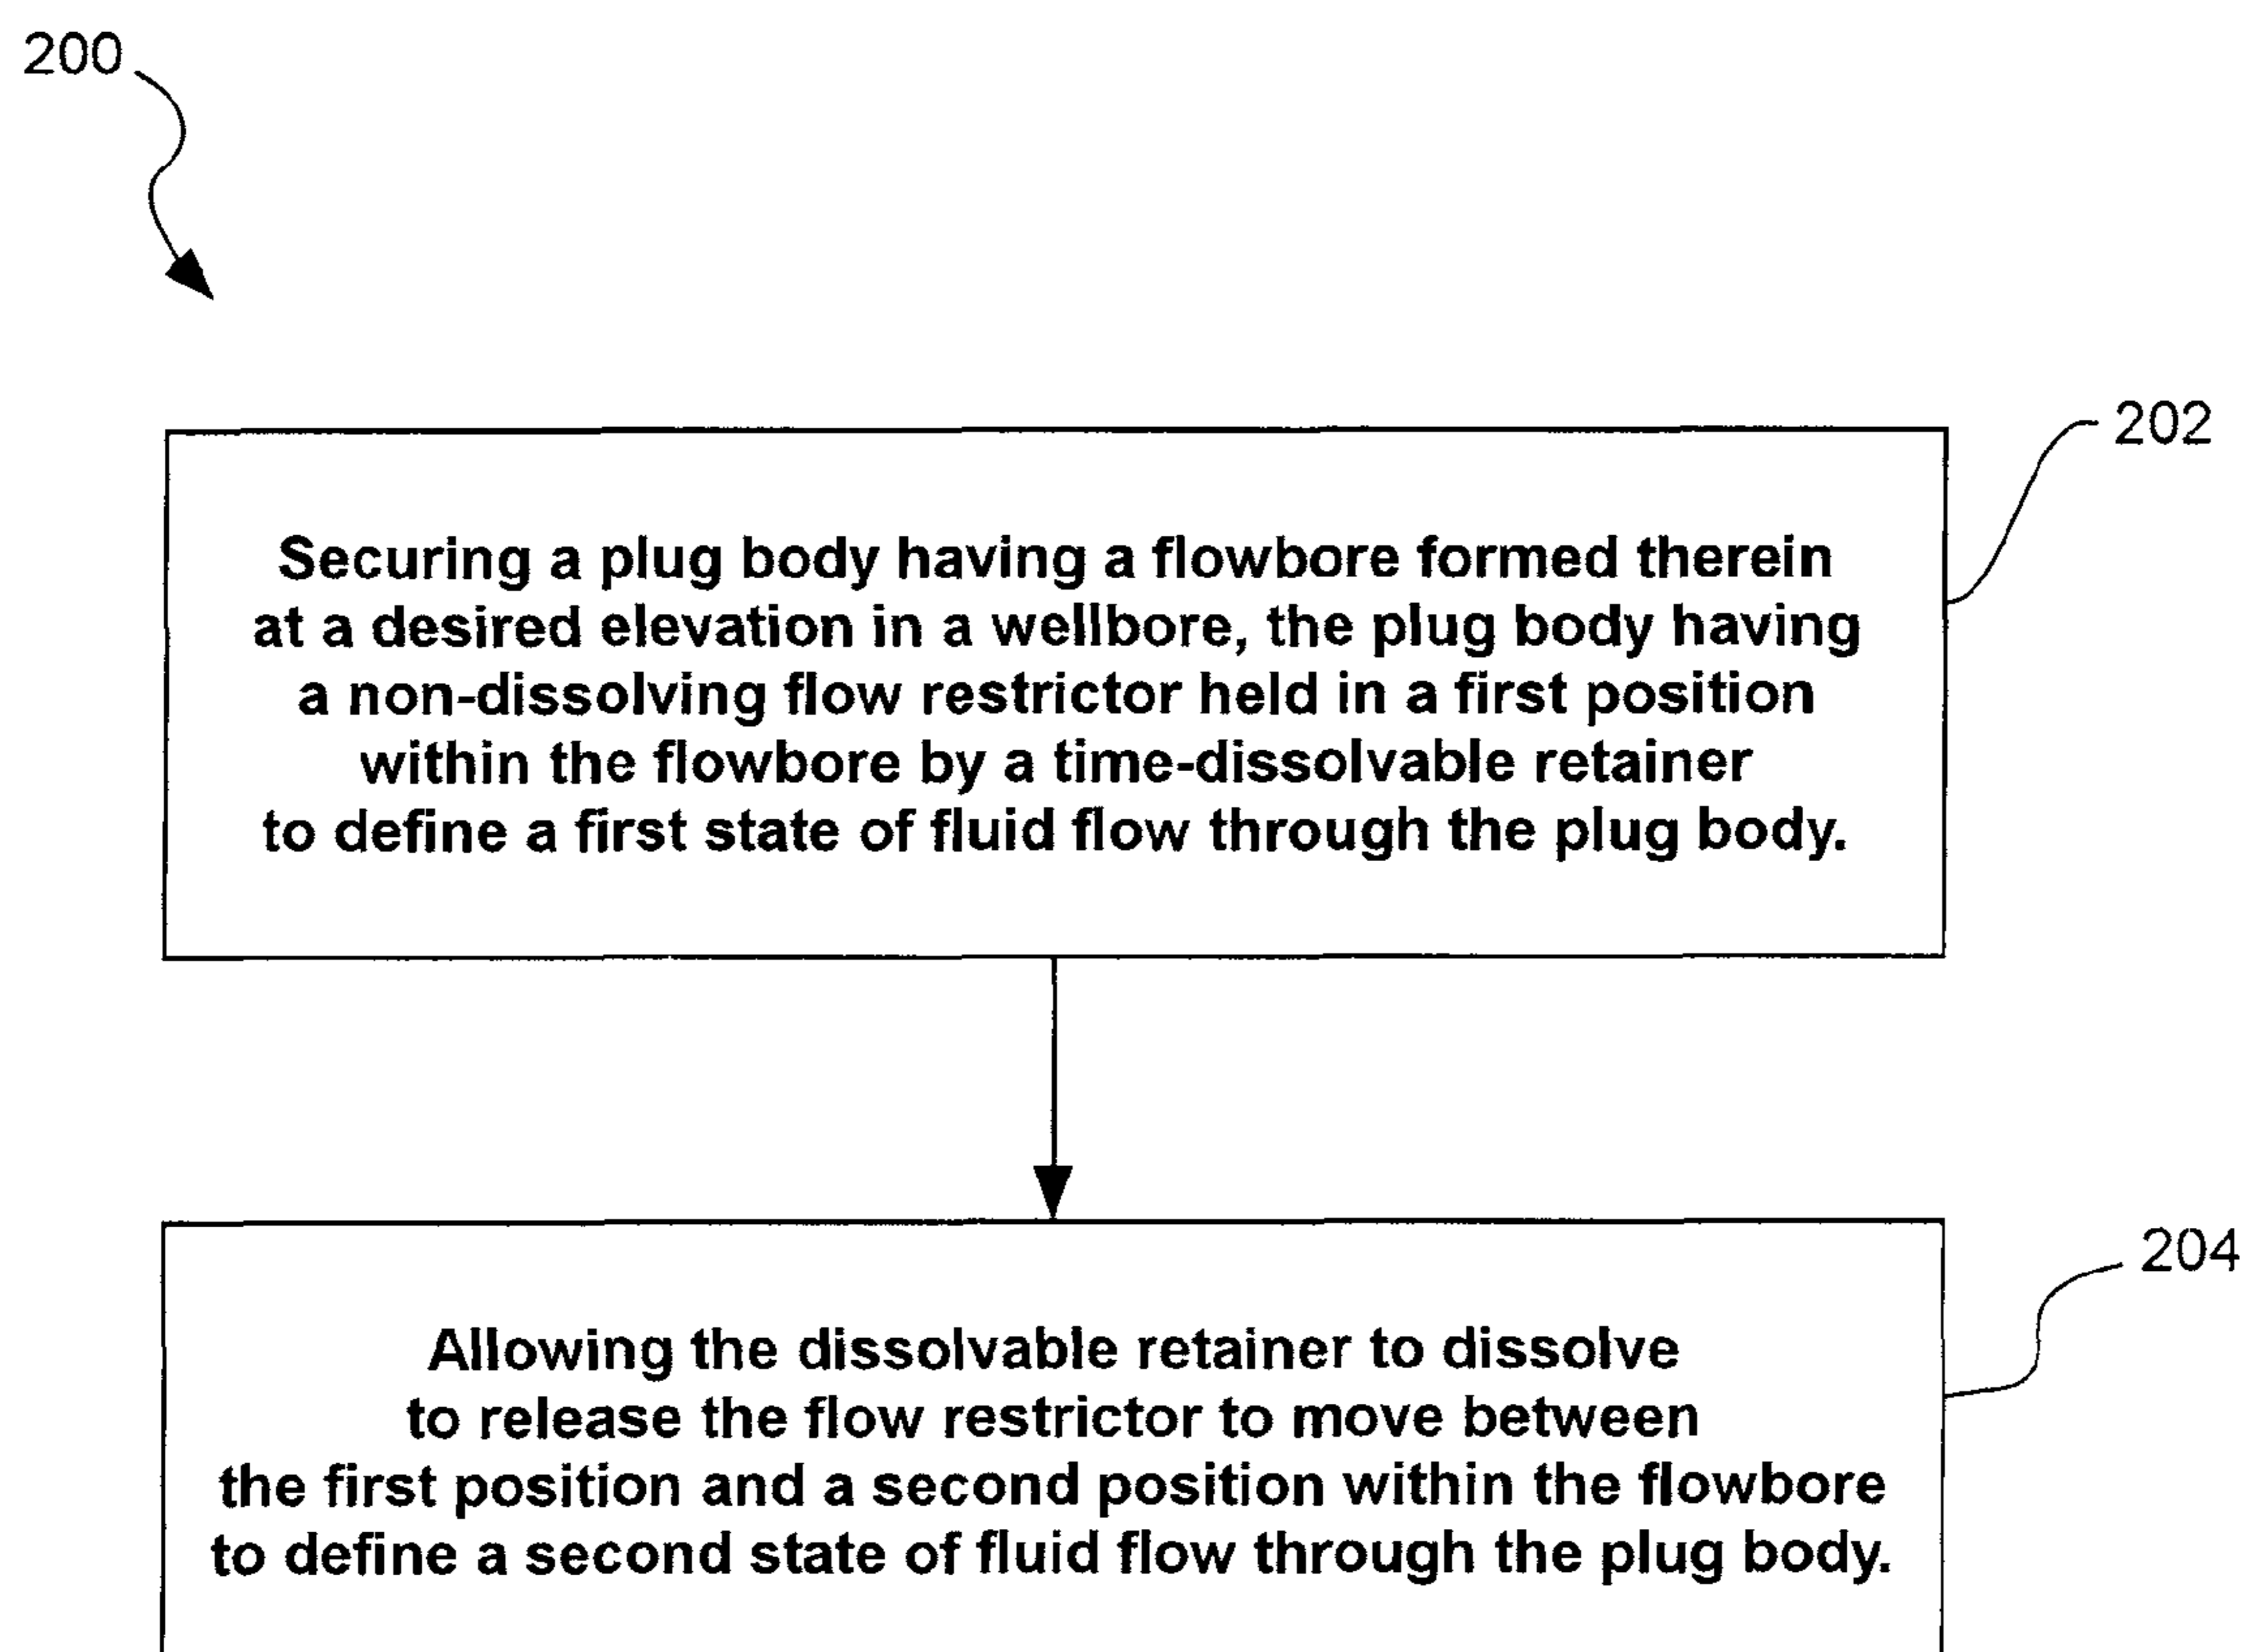 200
202
Securing a plug body having a flowbore formed therein
at a desired elevation in a wellbore, the plug body having
a non-dissolving flow restrictor held in a first position
within the flowbore by a time-dissolvable retainer
to define a first state of fluid flow through the plug body.
204
Allowing the dissolvable retainer to dissolve
to release the flow restrictor to move between
the first position and a second position within the flowbore
to define a second state of fluid flow through the plug body.